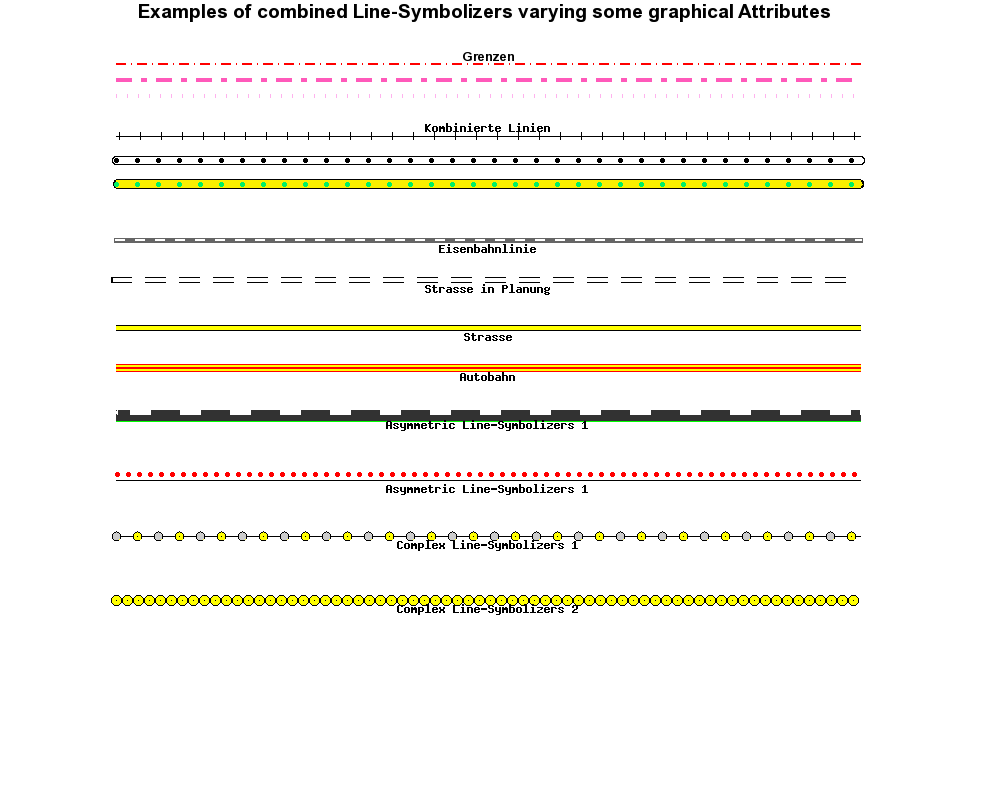 Examples of combined Line-Symbolizers varying some graphical Attributes
Grenzen
Kombinierte Linien
Eisenbahnlinie
Strasse in Planung
Strasse
Autobahn
Asymmetric Line-Symbolizers 1
Asymmetric Line-Symbolizers 1
Complex Line-Symbolizers 1
Complex Line-Symbolizers 2